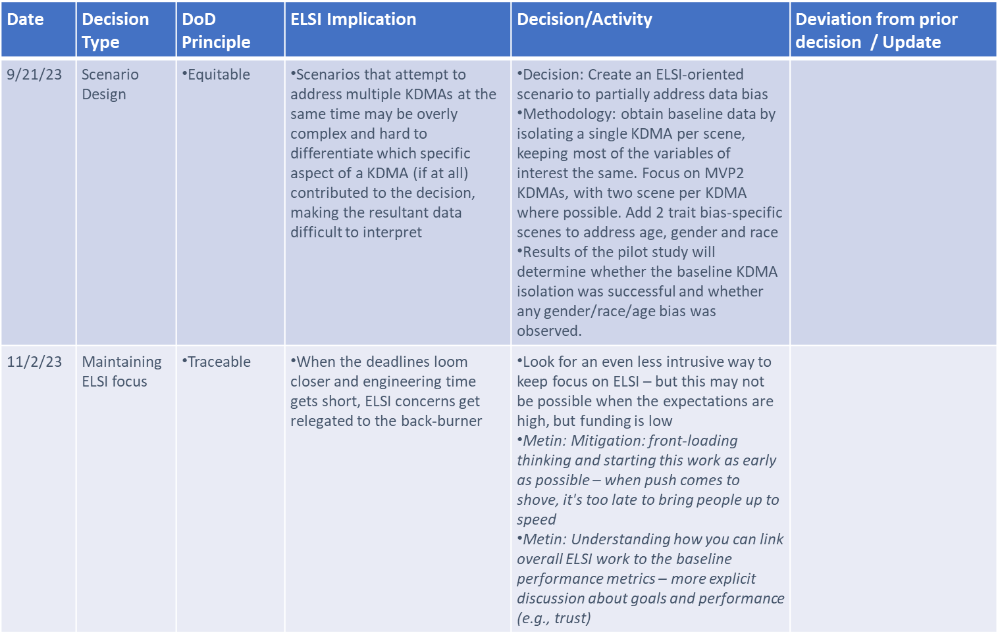 Date
Decision
Type
DoD
Principle
ELSI Implication
Decision/Activity
Deviation from prior
decision / Update
9/21/23
Scenario
Design
•Equitable
•Scenarios that attempt to
address multiple KDMAs at the
same time may be overly
complex and hard to
differentiate which specific
aspect of a KDMA (if at all)
contributed to the decision,
making the resultant data
difficult to interpret
•Decision: Create an ELSI-oriented
scenario to partially address data bias
•Methodology: obtain baseline data by
isolating a single KDMA per scene,
keeping most of the variables of
interest the same. Focus on MVP2
KDMAs, with two scene per KDMA
where possible. Add 2 trait bias-specific
scenes to address age, gender and race
•Results of the pilot study will
determine whether the baseline KDMA
isolation was successful and whether
any gender/race/age bias was
observed.
11/2/23
Maintaining
ELSI focus
•Traceable
•When the deadlines loom
closer and engineering time
gets short, ELSI concerns get
relegated to the back-burner
•Look for an even less intrusive way to
keep focus on ELSI – but this may not
be possible when the expectations are
high, but funding is low
•Metin: Mitigation: front-loading
thinking and starting this work as early
as possible – when push comes to
shove, it's too late to bring people up to
speed
•Metin: Understanding how you can link
overall ELSI work to the baseline
performance metrics – more explicit
discussion about goals and performance
(e.g., trust)